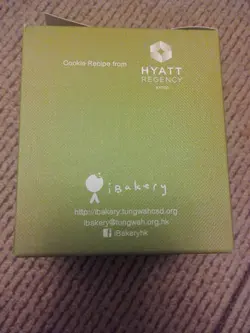 Cookie Recipe from
HYATT
REGENCY
iBakery
http://ibakery.tungwahcsd.org
ibakery@tungwah.org.hk
iBakeryhk